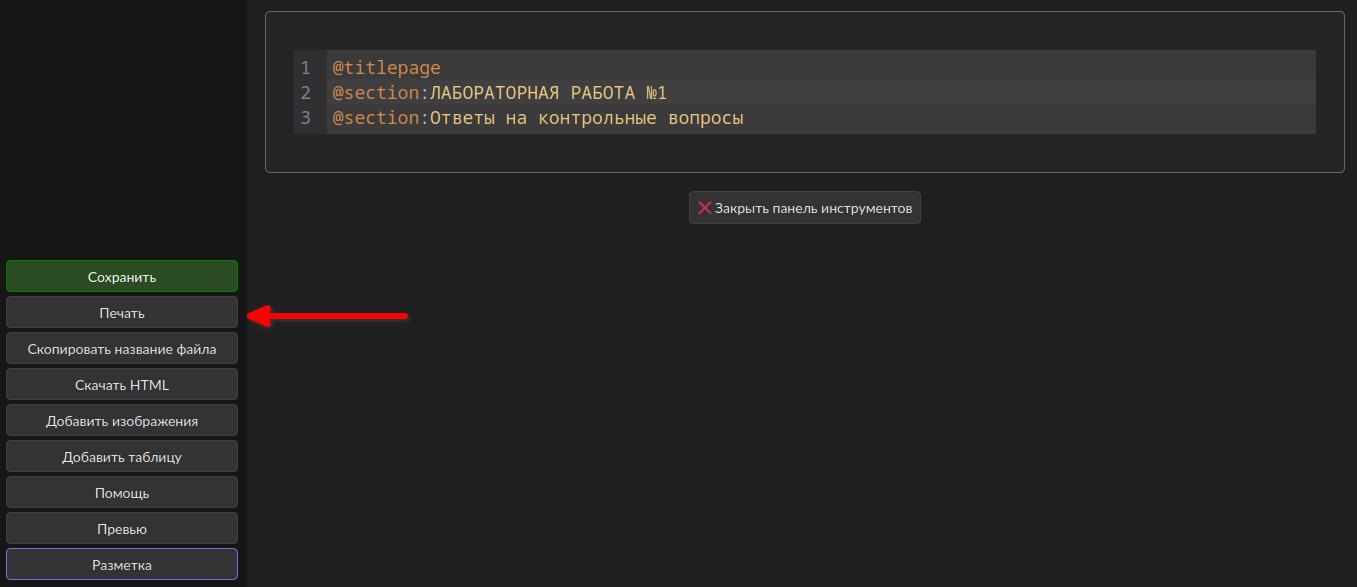 1 @titlepage
2 @section:ЛАБОРАТОРНАЯ РАБОТА №1
3 @section:Ответы на контрольные вопросы
Закрыть панель инструментов
Сохранить
Печать
Скопировать название файла
Скачать HTML
Добавить изображения
Добавить таблицу
Помощь
Превью
Разметка